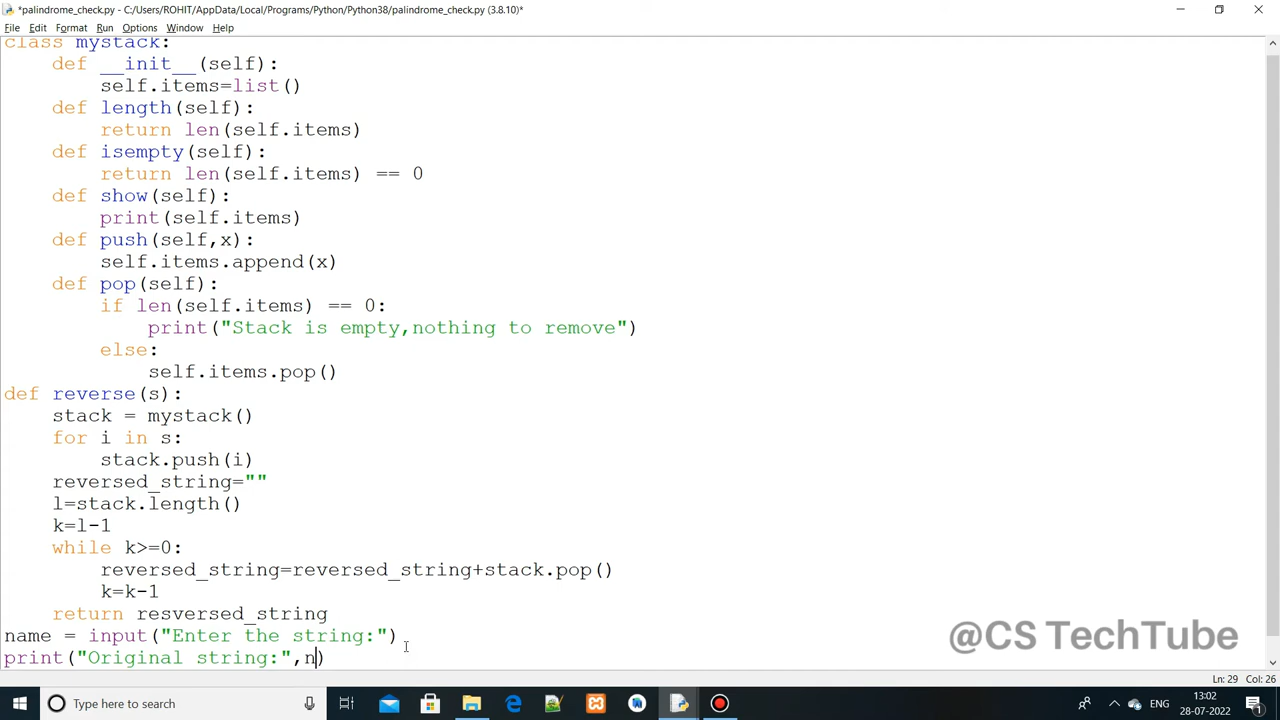 *palindrome_check.py - C:/Users/ROHIT/AppData/Local/Programs/Python/Python38/palindrome_check.py (3.8.10)*
File Edit Format Run Options Window Help
class mystack:
    def __init__(self):
        self.items=list()
    def length(self):
        return len(self.items)
    def isempty(self):
        return len(self.items) == 0
    def show(self):
        print(self.items)
    def push(self,x):
        self.items.append(x)
    def pop(self):
        if len(self.items) == 0:
            print("Stack is empty,nothing to remove")
        else:
            self.items.pop()
def reverse(s):
    stack = mystack()
    for i in s:
        stack.push(i)
    reversed_string=""
    l=stack.length()
    k=l-1
    while k>=0:
        reversed_string=reversed_string+stack.pop()
        k=k-1
    return resversed_string
name = input("Enter the string:")
print("Original string:",n)
@CS TechTube
Ln: 29 Col: 26
Type here to search
ENG
13:02
28-07-2022
1